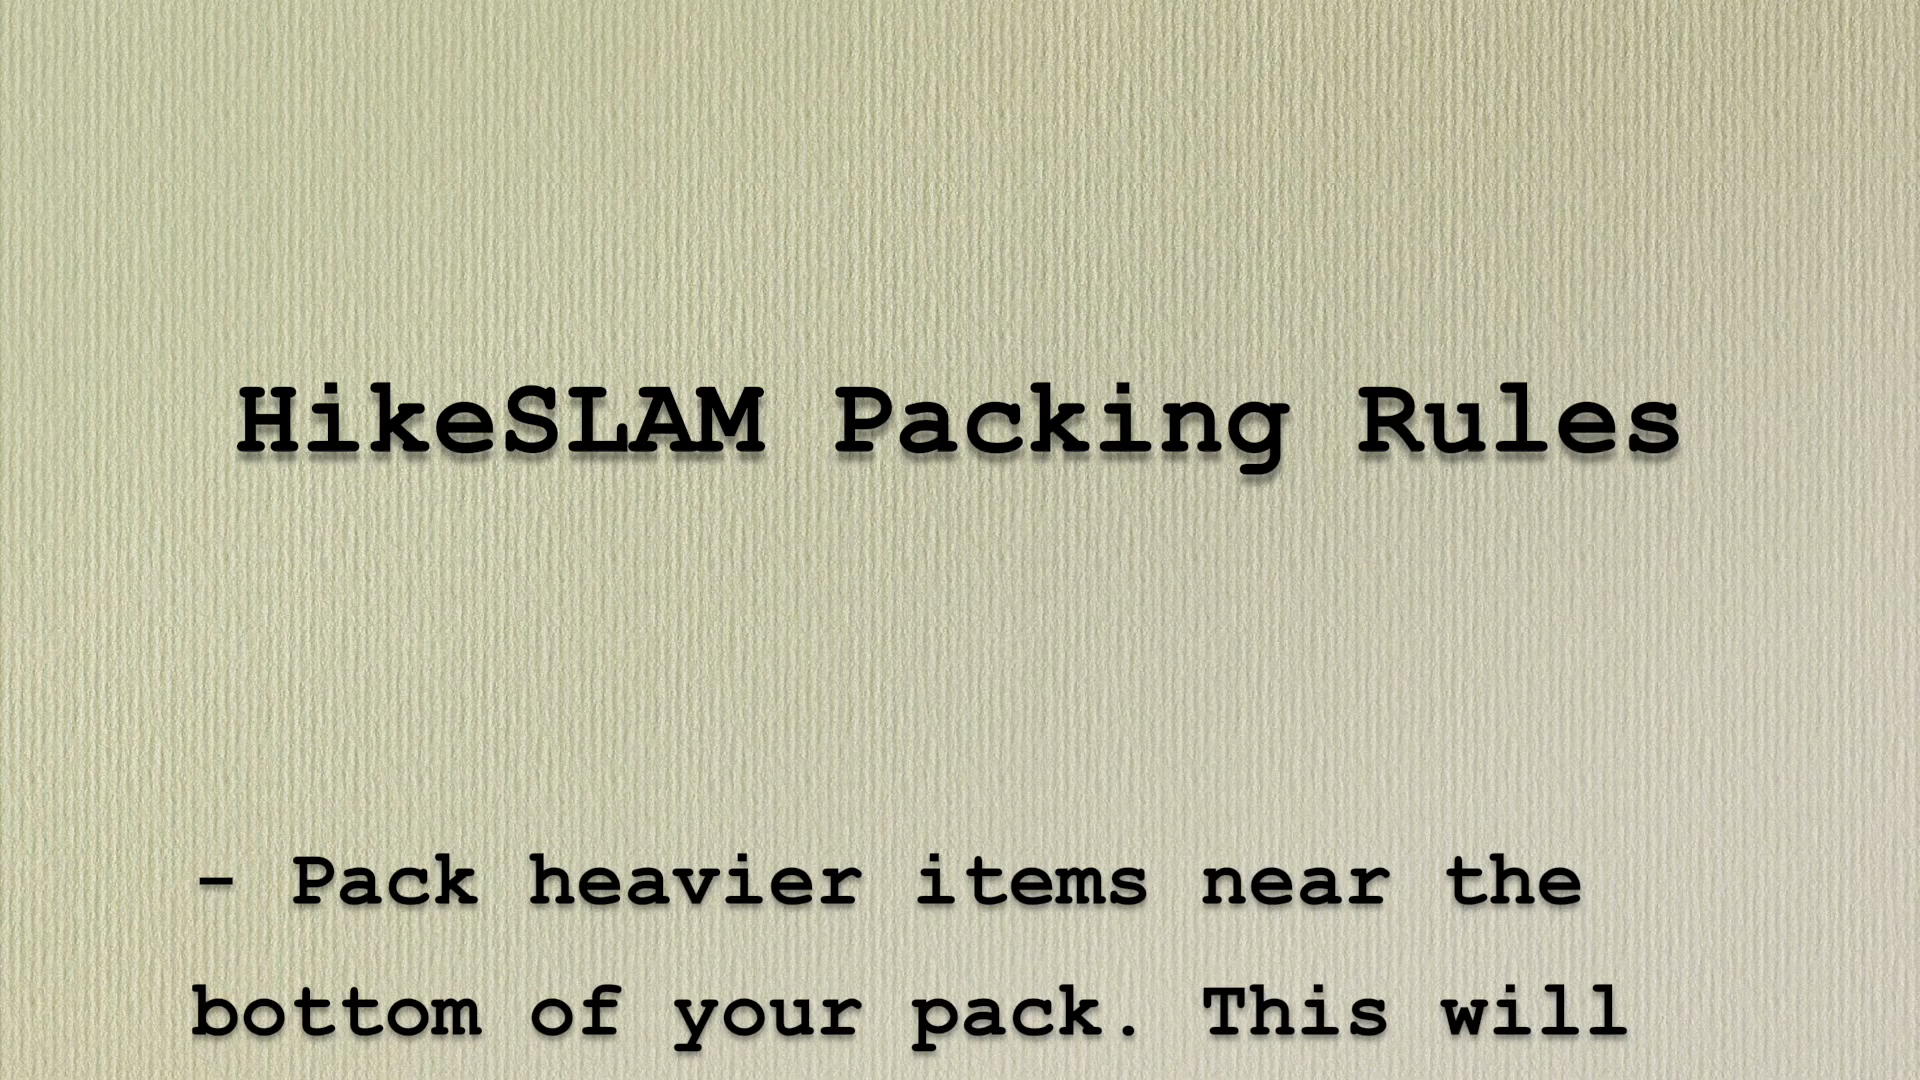 HikeSLAM Packing Rules
- Pack heavier items near the
bottom of your pack. This will